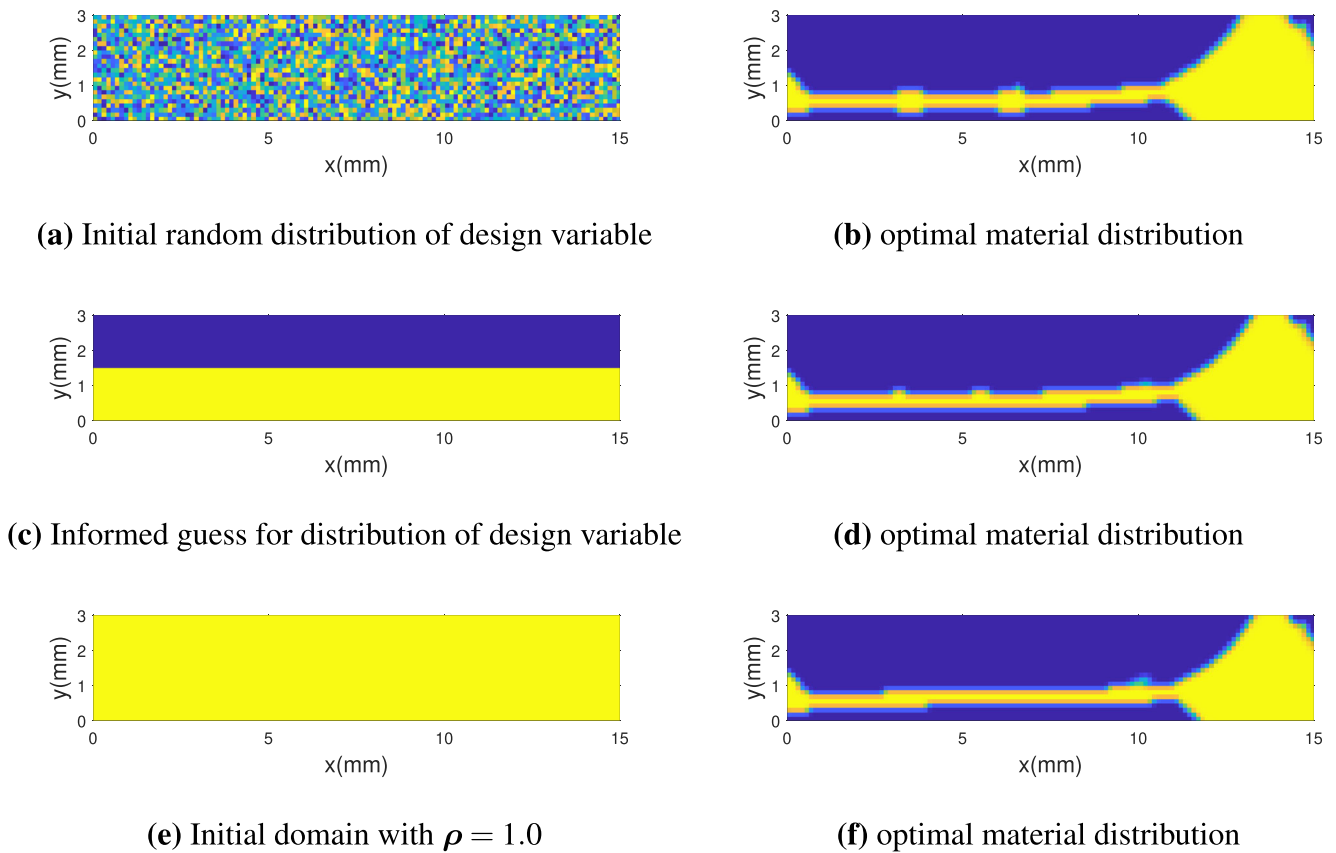 3
2
1
0
y(mm)
0 5 10 15
x(mm)
(a) Initial random distribution of design variable
3
2
1
0
y(mm)
0 5 10 15
x(mm)
(b) optimal material distribution
3
2
1
0
y(mm)
0 5 10 15
x(mm)
(c) Informed guess for distribution of design variable
3
2
1
0
y(mm)
0 5 10 15
x(mm)
(d) optimal material distribution
3
2
1
0
y(mm)
0 5 10 15
x(mm)
(e) Initial domain with ρ = 1.0
3
2
1
0
y(mm)
0 5 10 15
x(mm)
(f) optimal material distribution